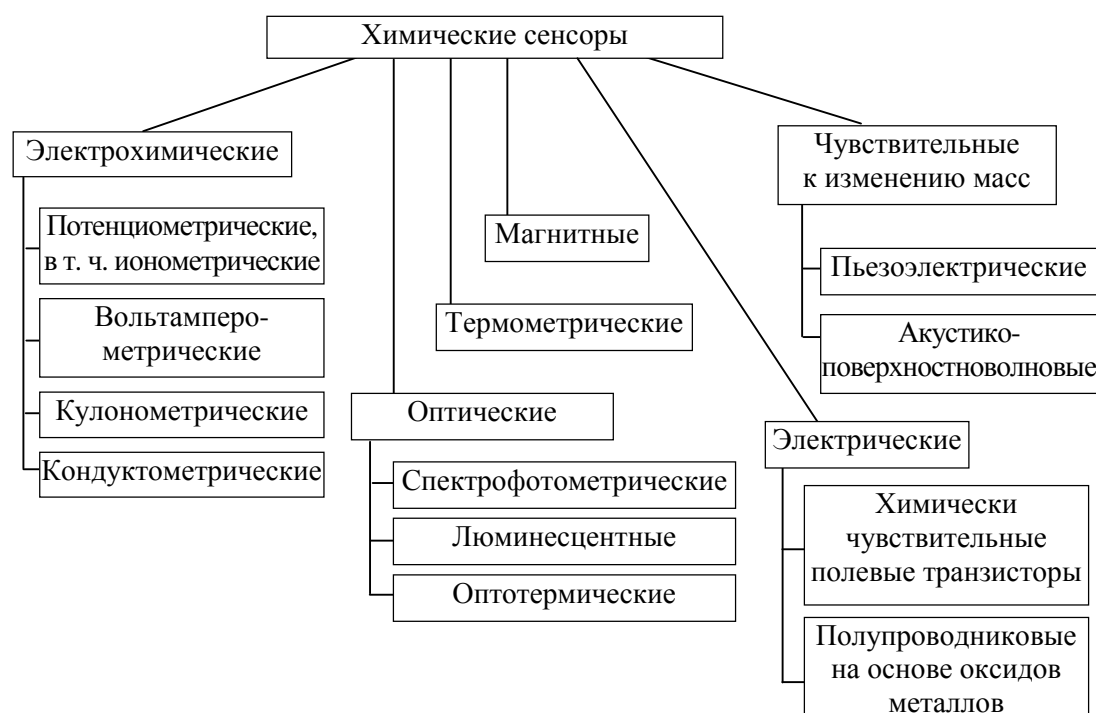 Химические сенсоры
Электрохимические
Потенциометрические,
в т. ч. ионометрические
Вольтамперо-
метрические
Кулонометрические
Кондуктометрические
Оптические
Спектрофотометрические
Люминесцентные
Оптотермические
Термометрические
Магнитные
Электрические
Химически
чувствительные
полевые транзисторы
Полупроводниковые
на основе оксидов
металлов
Чувствительные
к изменению масс
Пьезоэлектрические
Акустико-
поверхностноволновые